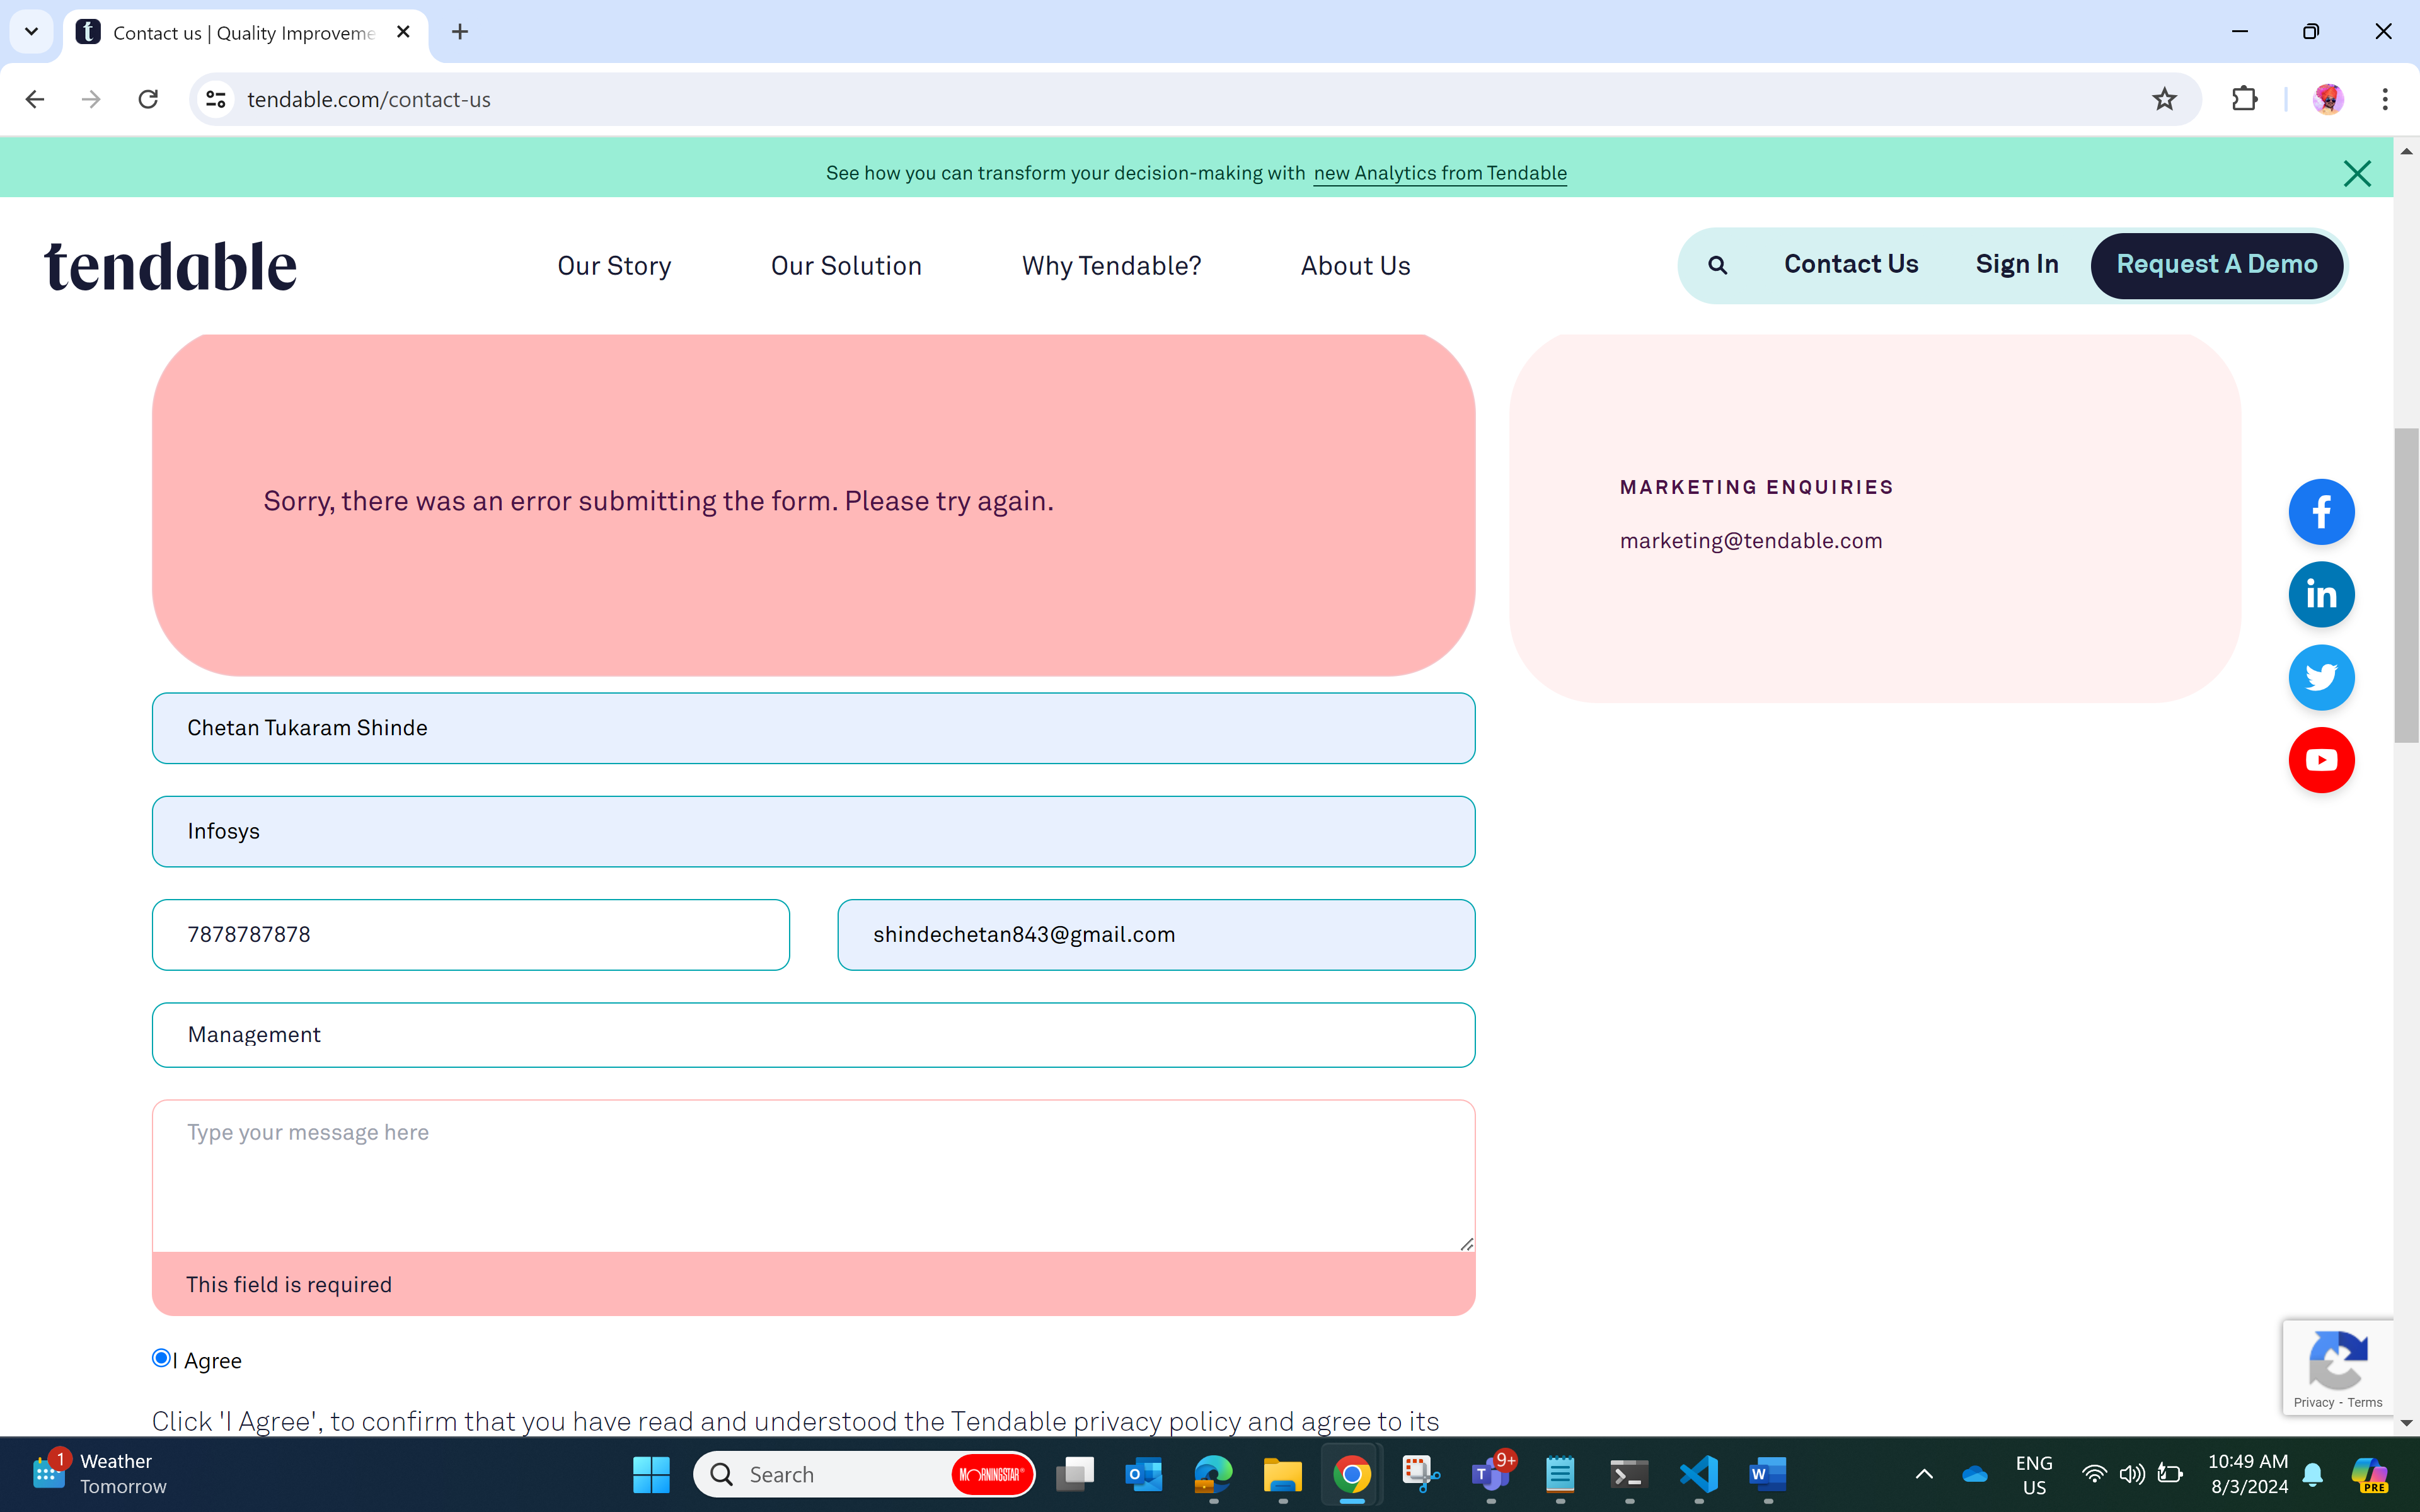 Contact us | Quality Improveme
tendable.com/contact-us
See how you can transform your decision-making with new Analytics from Tendable
tendable
Our Story
Our Solution
Why Tendable?
About Us
Contact Us
Sign In
Request A Demo
Sorry, there was an error submitting the form. Please try again.
MARKETING ENQUIRIES
marketing@tendable.com
Chetan Tukaram Shinde
Infosys
7878787878
shindechetan843@gmail.com
Management
Type your message here
This field is required
I Agree
Click 'I Agree', to confirm that you have read and understood the Tendable privacy policy and agree to its
Privacy - Terms
1
Weather
Tomorrow
Search
MORNINGSTAR
9+
ENG
US
10:49 AM
8/3/2024
PRE